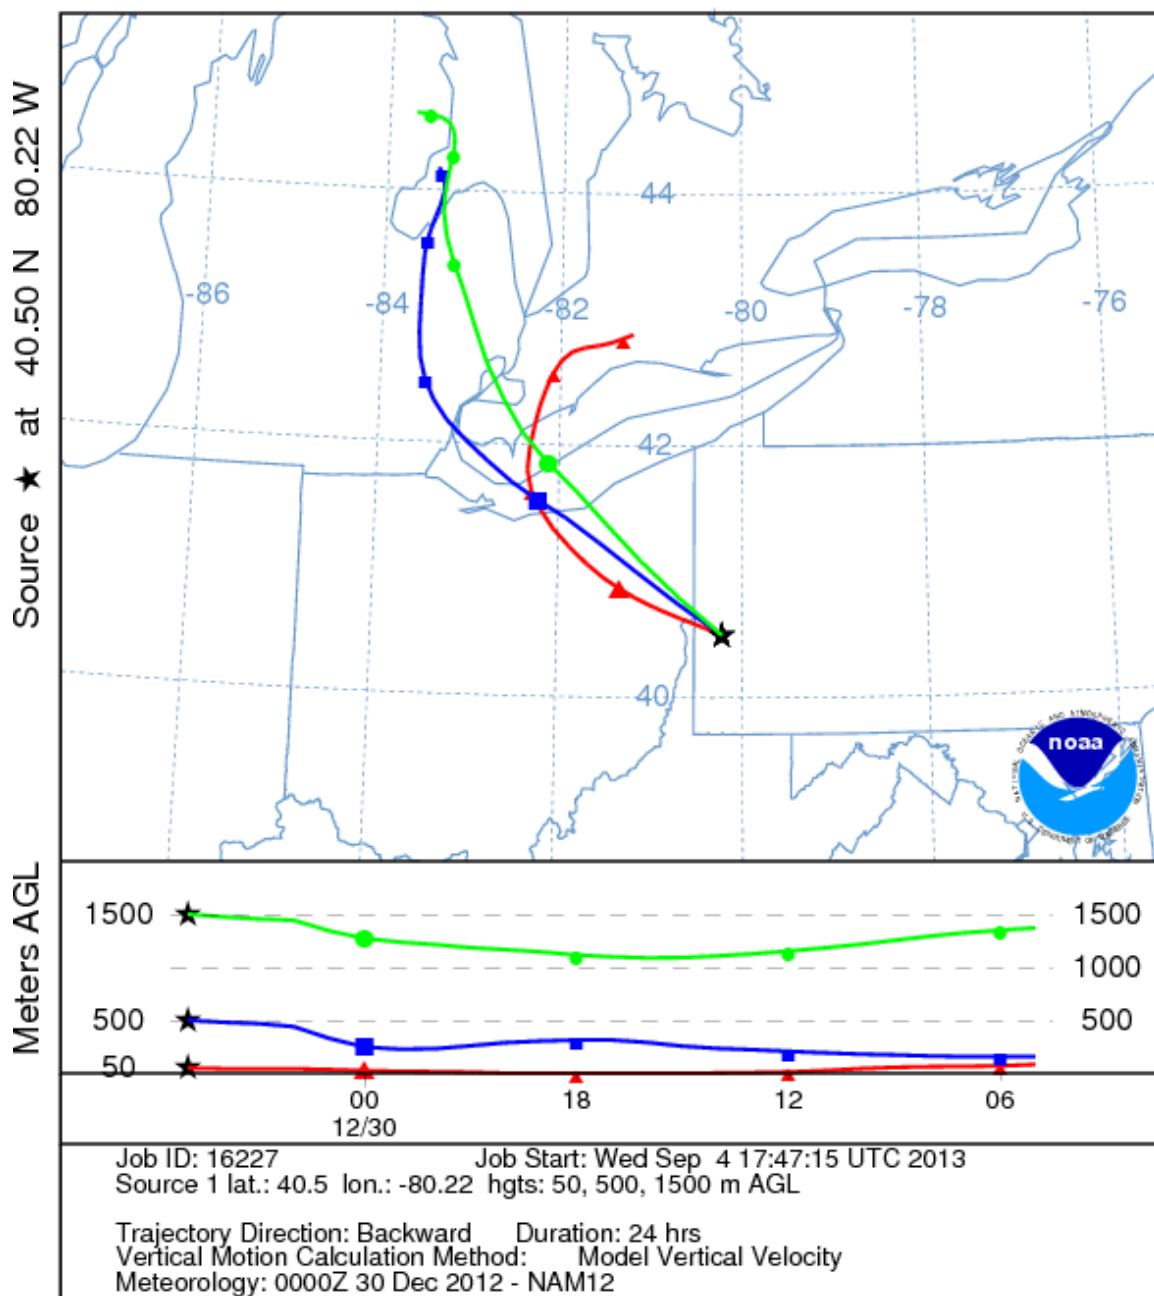 Source ★ at 40.50 N 80.22 W
44
-86
-84
-82
-80
-78
-76
42
40
noaa
Meters AGL
1500 1500
1000
500 500
50
00 18 12 06
12/30
Job ID: 16227 Job Start: Wed Sep 4 17:47:15 UTC 2013
Source 1 lat.: 40.5 lon.: -80.22 hgts: 50, 500, 1500 m AGL
Trajectory Direction: Backward Duration: 24 hrs
Vertical Motion Calculation Method: Model Vertical Velocity
Meteorology: 0000Z 30 Dec 2012 - NAM12